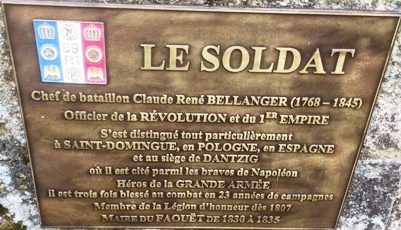 LE SOLDAT
Chef de bataillon Claude René BELLANGER (1768 – 1845)
Officier de la RÉVOLUTION et du 1ER EMPIRE
S'est distingué tout particulièrement
à SAINT-DOMINGUE, en POLOGNE, en ESPAGNE
et au siège de DANTZIG
où il est cité parmi les braves de Napoléon
Héros de la GRANDE ARMÉE
il est trois fois blessé au combat en 23 années de campagnes
Membre de la Légion d'honneur dès 1807
MAIRE DU FAOUËT DE 1830 À 1835